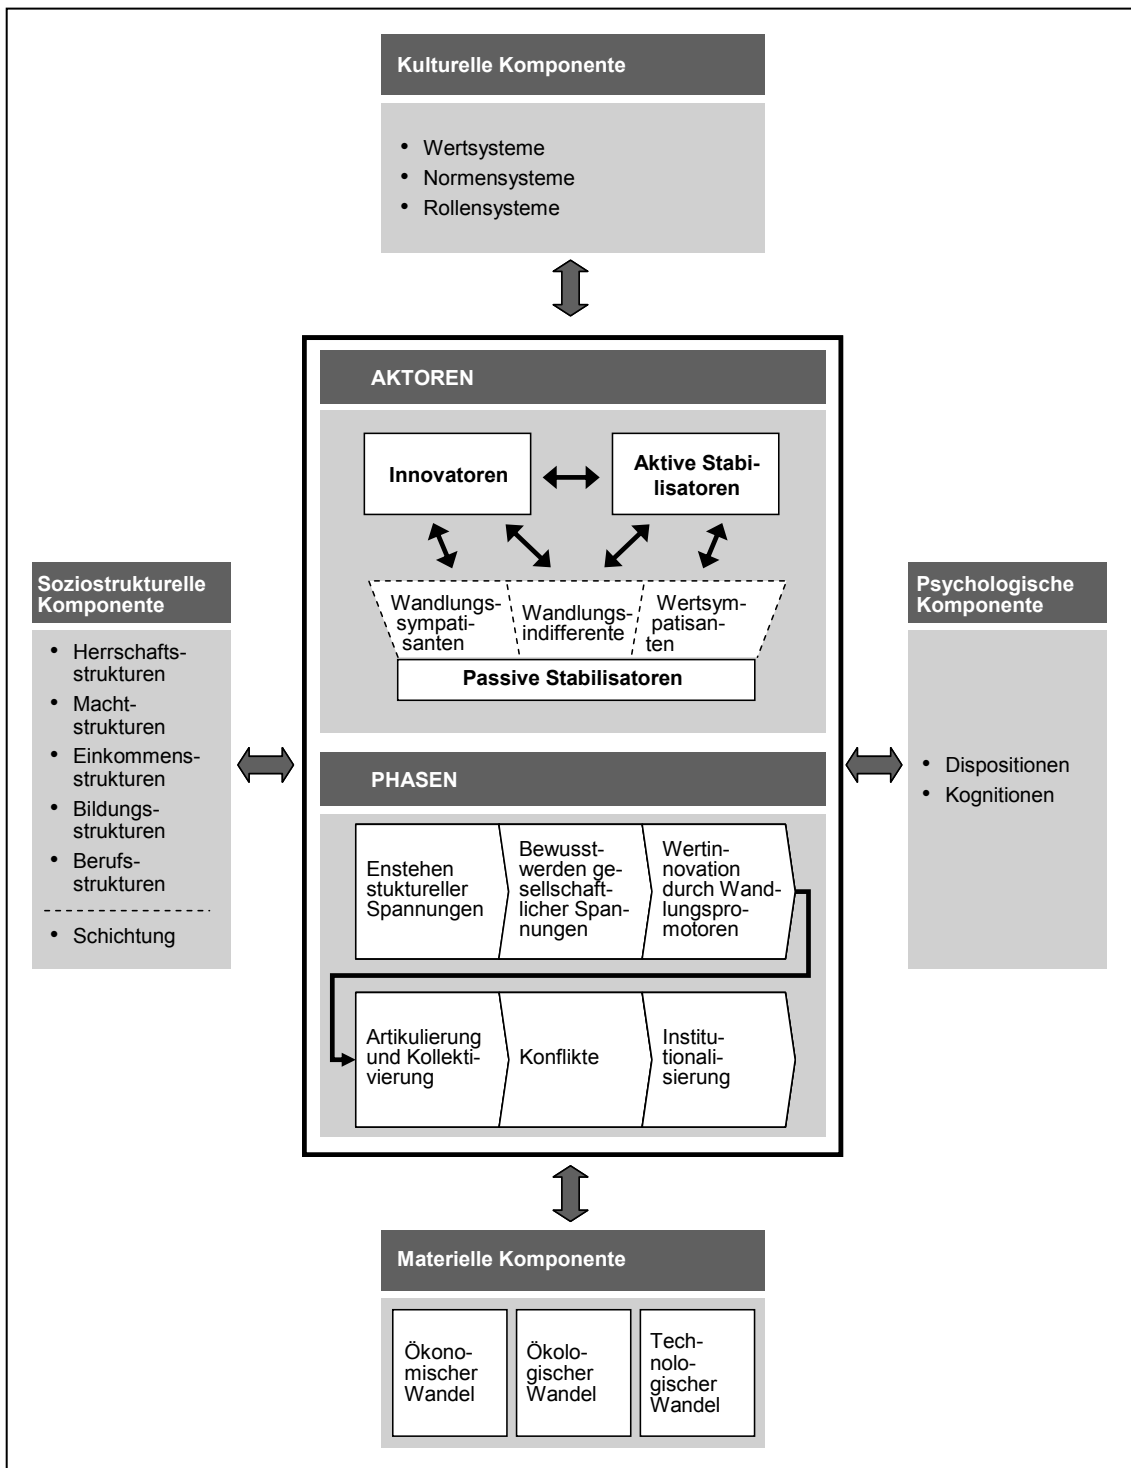 Kulturelle Komponente
• Wertsysteme
• Normensysteme
• Rollensysteme
AKTOREN
Innovatoren
Aktive Stabi-
lisatoren
Wandlungs-
sympati-
santen
Wandlungs-
indifferente
Wertsym-
patisan-
ten
Passive Stabilisatoren
Soziostrukturelle
Komponente
• Herrschafts-
strukturen
• Macht-
strukturen
• Einkommens-
strukturen
• Bildungs-
strukturen
• Berufs-
strukturen
• Schichtung
Psychologische
Komponente
• Dispositionen
• Kognitionen
PHASEN
Enstehen
stuktureller
Spannungen
Bewusst-
werden ge-
sellschaft-
licher Span-
nungen
Wertin-
novation
durch Wand-
lungspro-
motoren
Artikulierung
und Kollekti-
vierung
Konflikte
Institu-
tionali-
sierung
Materielle Komponente
Ökono-
mischer
Wandel
Ökolo-
gischer
Wandel
Tech-
nolo-
gischer
Wandel